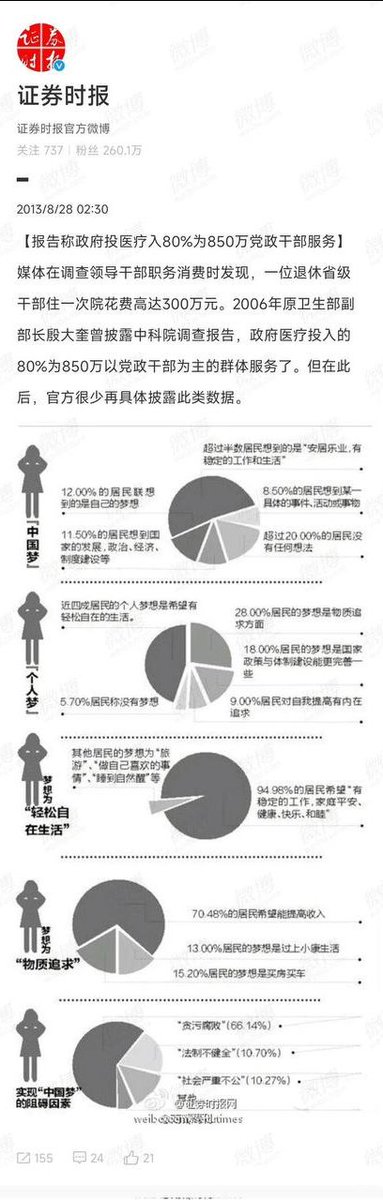 证券时报
证券时报
证券时报官方微博
关注 737 | 粉丝 260.1万
2013/8/28 02:30
【报告称政府投医疗入80%为850万党政干部服务】
媒体在调查领导干部职务消费时发现，一位退休省级
干部住一次院花费高达300万元。2006年原卫生部副
部长殷大奎曾披露中科院调查报告，政府医疗投入的
80%为850万以党政干部为主的群体服务了。但在此
后，官方很少再具体披露此类数据。
『中国梦』
超过半数居民想到的是“安居乐业，有
稳定的工作和生活”
12.00%的居民联想
到的是自己的梦想
8.50%的居民想到某一
具体的事件、活动或事物
11.50%的居民想到国
家的发展，政治、经济、
制度建设等
超过20.00%的居民没
有任何想法
『个人梦』
近四成居民的个人梦想是希望有
轻松自在的生活。
28.00%居民的梦想是物质追
求方面
18.00%居民的梦想是国家
政策与体制建设能更完善一
些
5.70%居民称没有梦想
9.00%居民对自我提高有内在
追求
梦想为
“轻松自
在生活”
其他居民的梦想为“旅
游”、“做自己喜欢的事
情”、“睡到自然醒”等
94.98%的居民希望“有
稳定的工作，家庭平安、
健康、快乐、和睦”
梦想为
“物质追求”
70.48%的居民希望能提高收入
13.00%居民的梦想是过上小康生活
15.20%居民的梦想是买房买车
实现“中国梦”
的阻碍因素
“贪污腐败”(66.14%)
“法制不健全”(10.70%)
“社会严重不公”(10.27%)
其他
@证券时报网
155
24
21